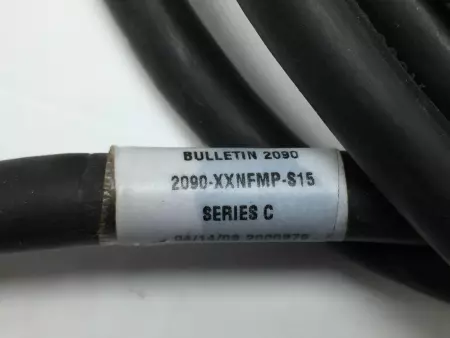 BULLETIN 2090
2090-XXNFMP-S15
SERIES C